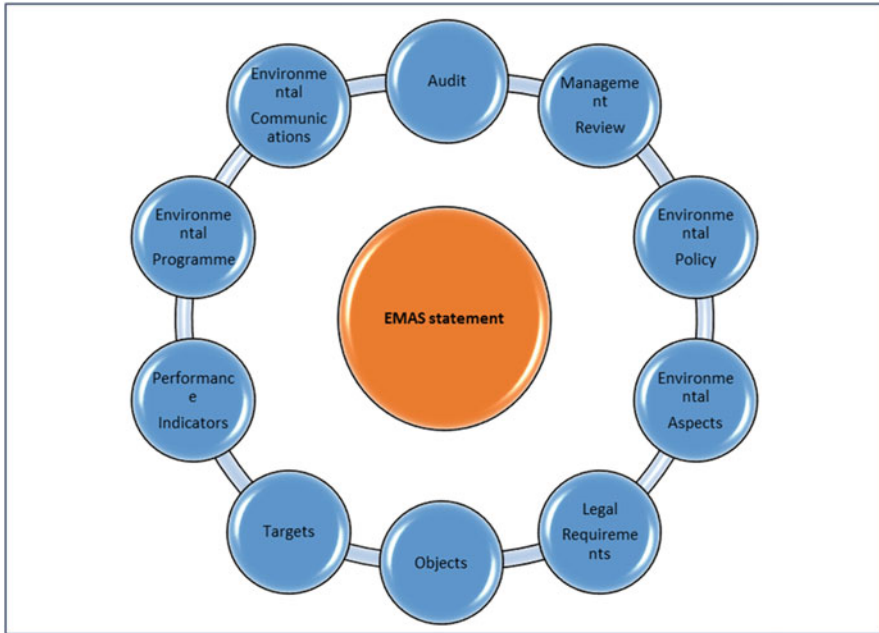 Audit
Manageme
nt
Review
Environme
ntal
Policy
Environme
ntal
Aspects
Legal
Requireme
nts
Objects
Targets
Performanc
e
Indicators
Environme
ntal
Programme
Environme
ntal
Communic
ations
EMAS statement